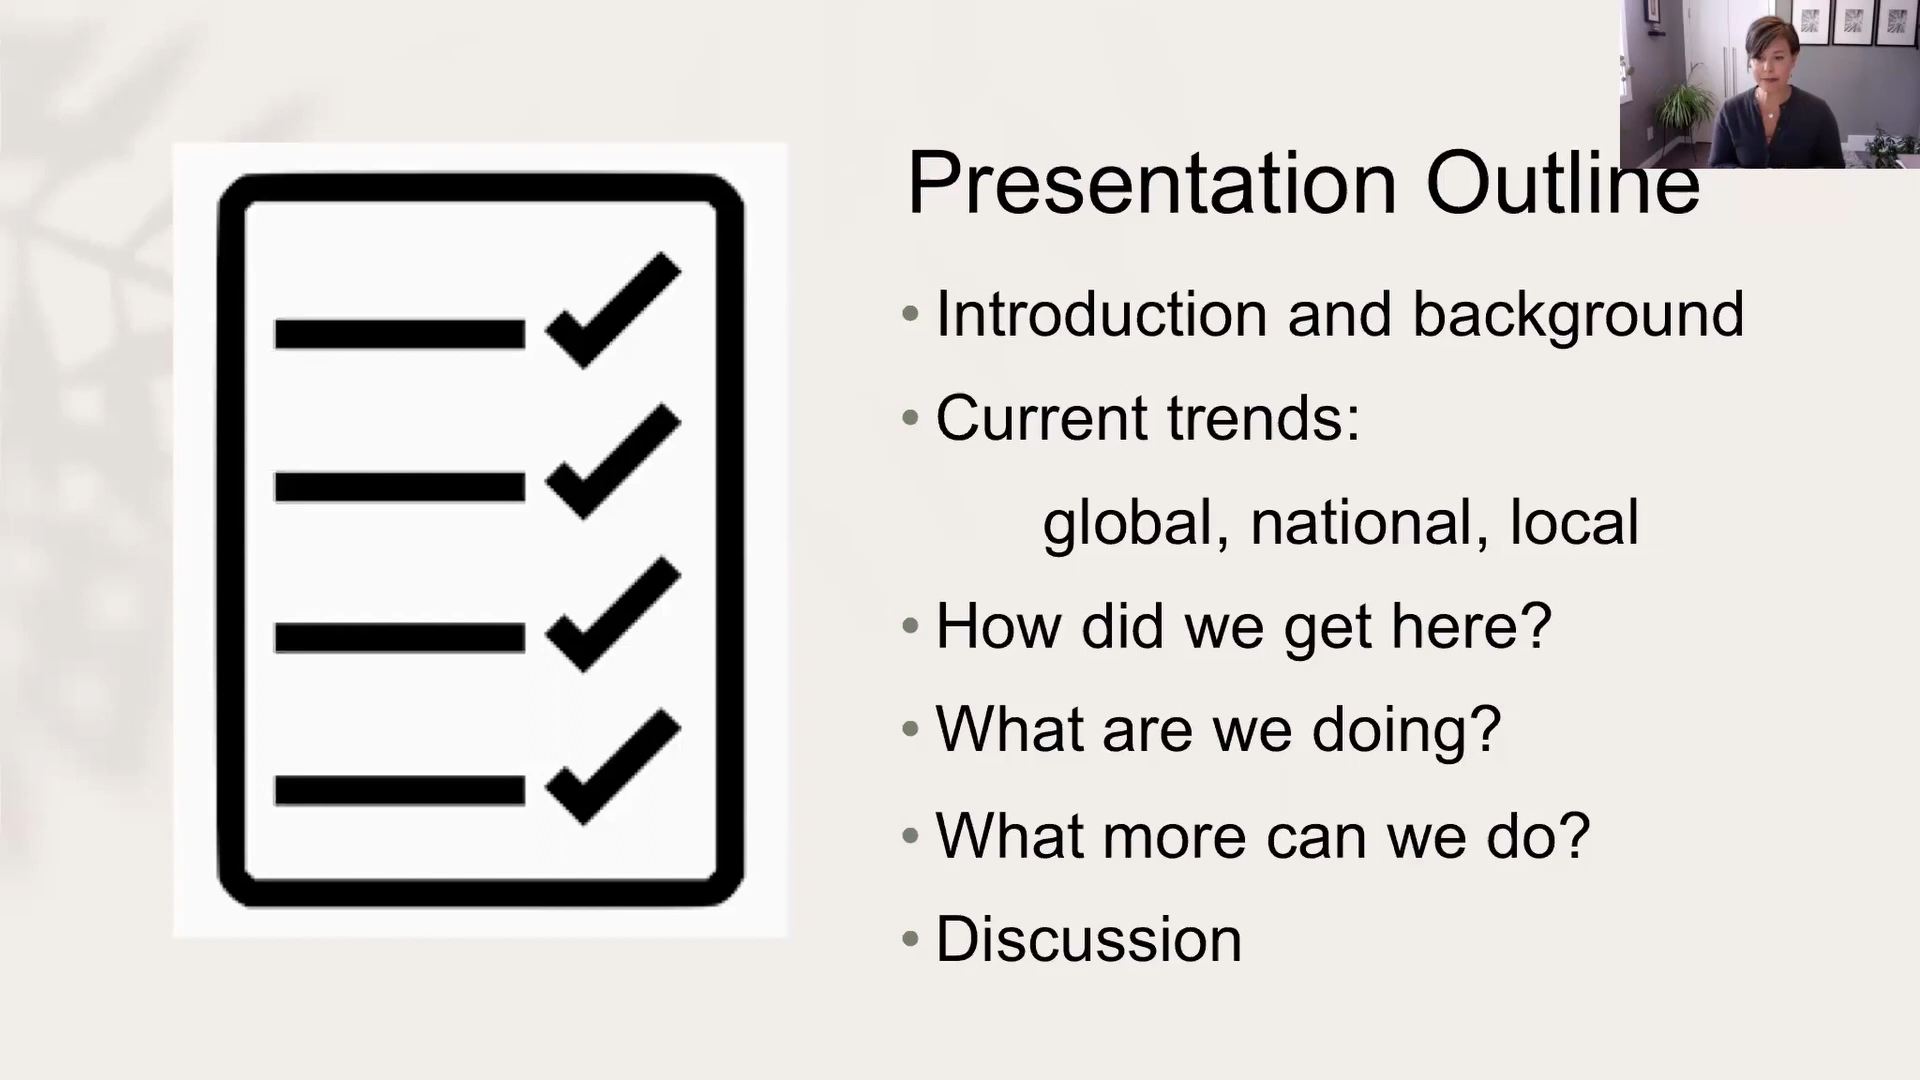 Presentation Outline
• Introduction and background
• Current trends:
global, national, local
• How did we get here?
• What are we doing?
• What more can we do?
• Discussion